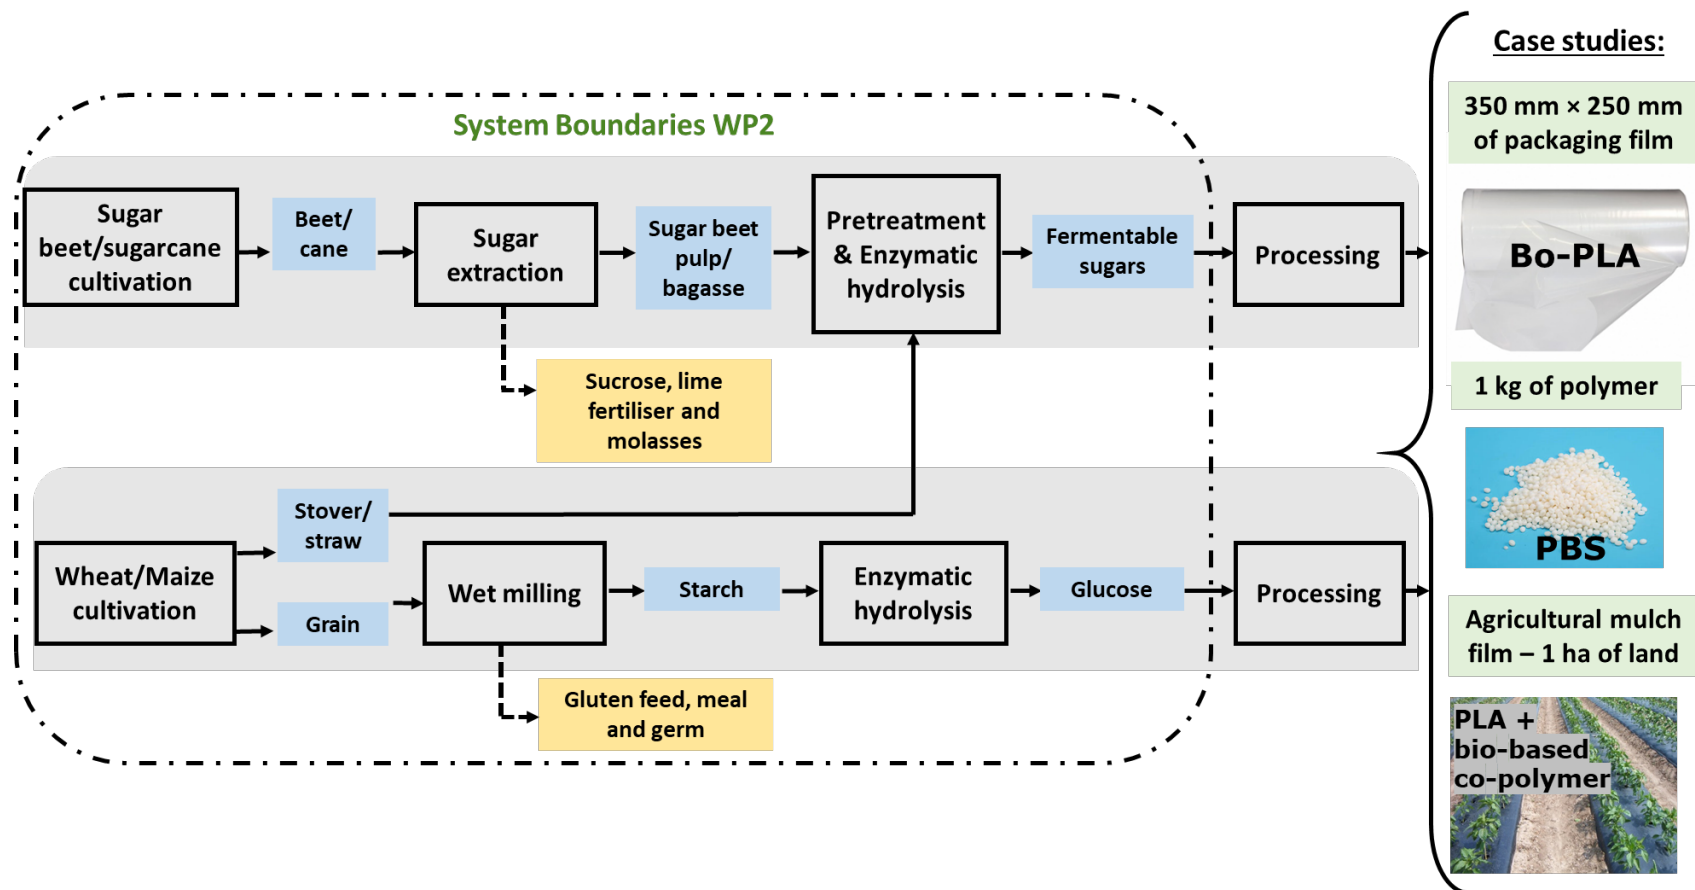 Case studies:
350 mm × 250 mm
of packaging film
System Boundaries WP2
Sugar
beet/sugarcane
cultivation
Beet/
cane
Sugar
extraction
Sugar beet
pulp/
bagasse
Pretreatment
& Enzymatic
hydrolysis
Fermentable
sugars
Processing
Bo-PLA
Sucrose, lime
fertiliser and
molasses
1 kg of polymer
PBS
Stover/
straw
Wheat/Maize
cultivation
Grain
Wet milling
Starch
Enzymatic
hydrolysis
Glucose
Processing
Agricultural mulch
film – 1 ha of land
Gluten feed, meal
and germ
PLA +
bio-based
co-polymer